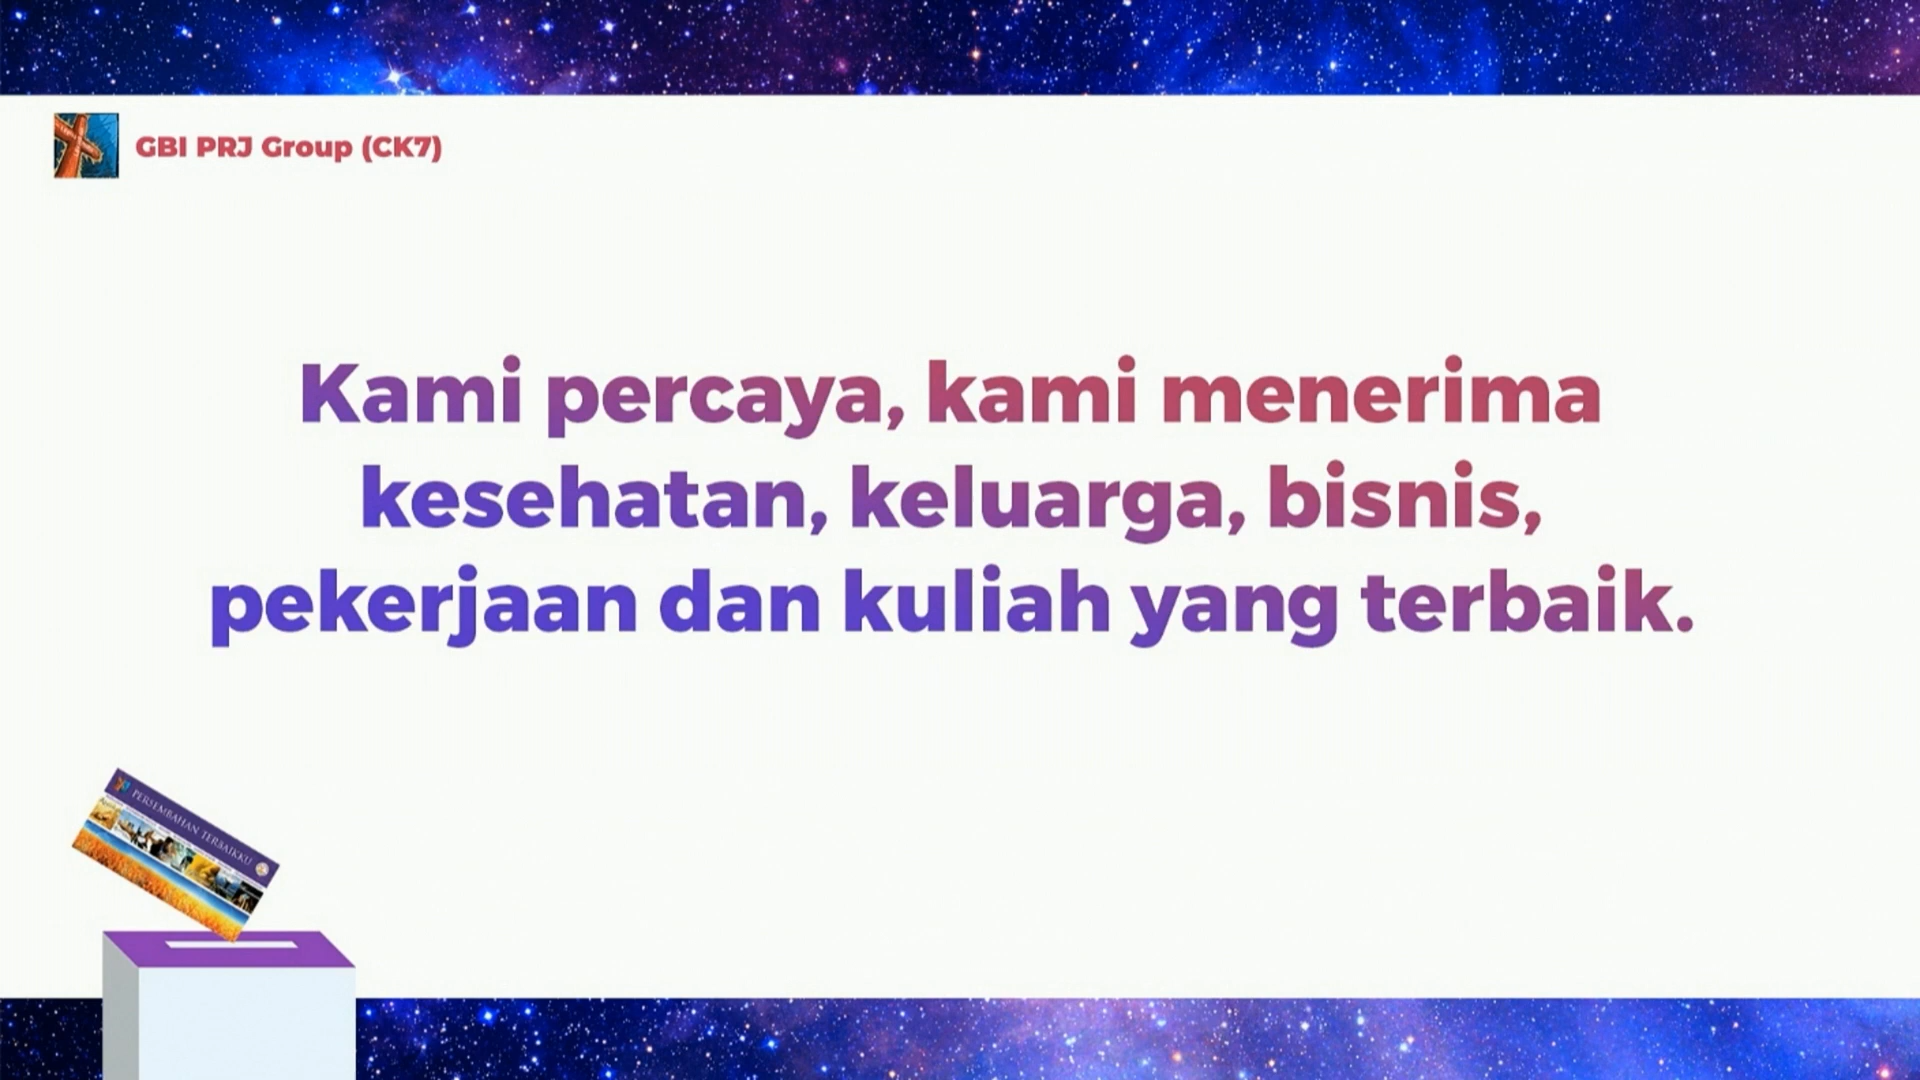 GBI PRJ Group (CK7)
Kami percaya, kami menerima
kesehatan, keluarga, bisnis,
pekerjaan dan kuliah yang terbaik.
PERSEMBAHAN TERBAIKKU